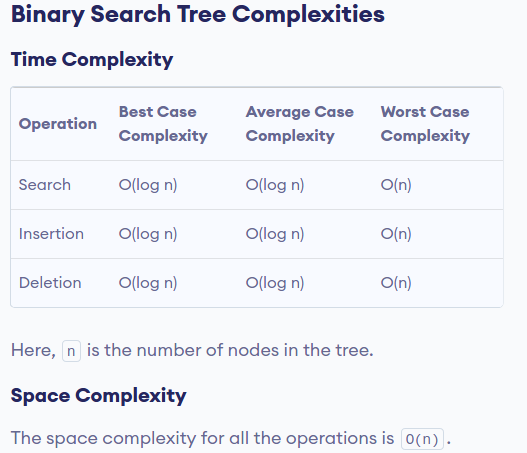 Binary Search Tree Complexities
Time Complexity
Operation Best Case Complexity Average Case Complexity Worst Case Complexity
Search O(log n) O(log n) O(n)
Insertion O(log n) O(log n) O(n)
Deletion O(log n) O(log n) O(n)
Here, n is the number of nodes in the tree.
Space Complexity
The space complexity for all the operations is O(n).